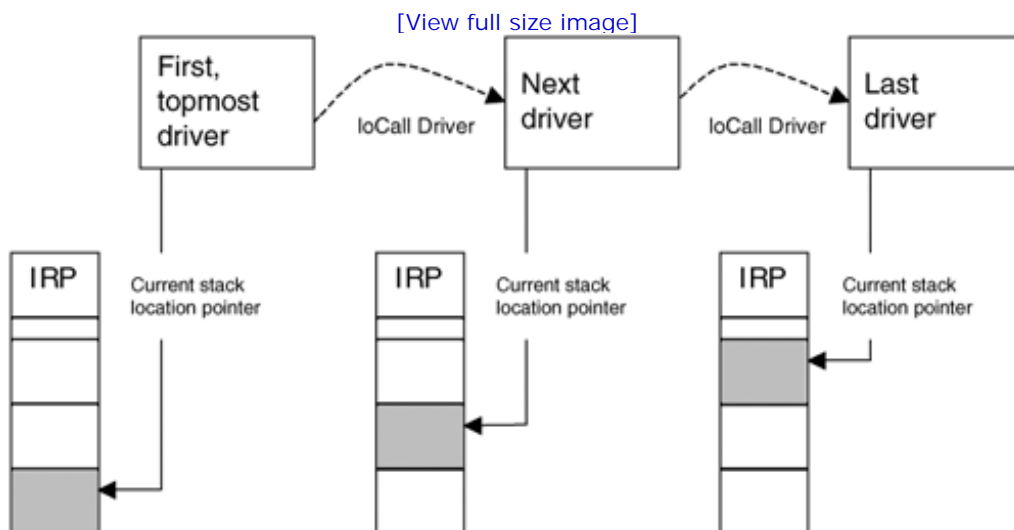 [View full size image]
First,
topmost
driver
IoCall Driver
Next
driver
IoCall Driver
Last
driver
IRP
Current stack
location pointer
IRP
Current stack
location pointer
IRP
Current stack
location pointer